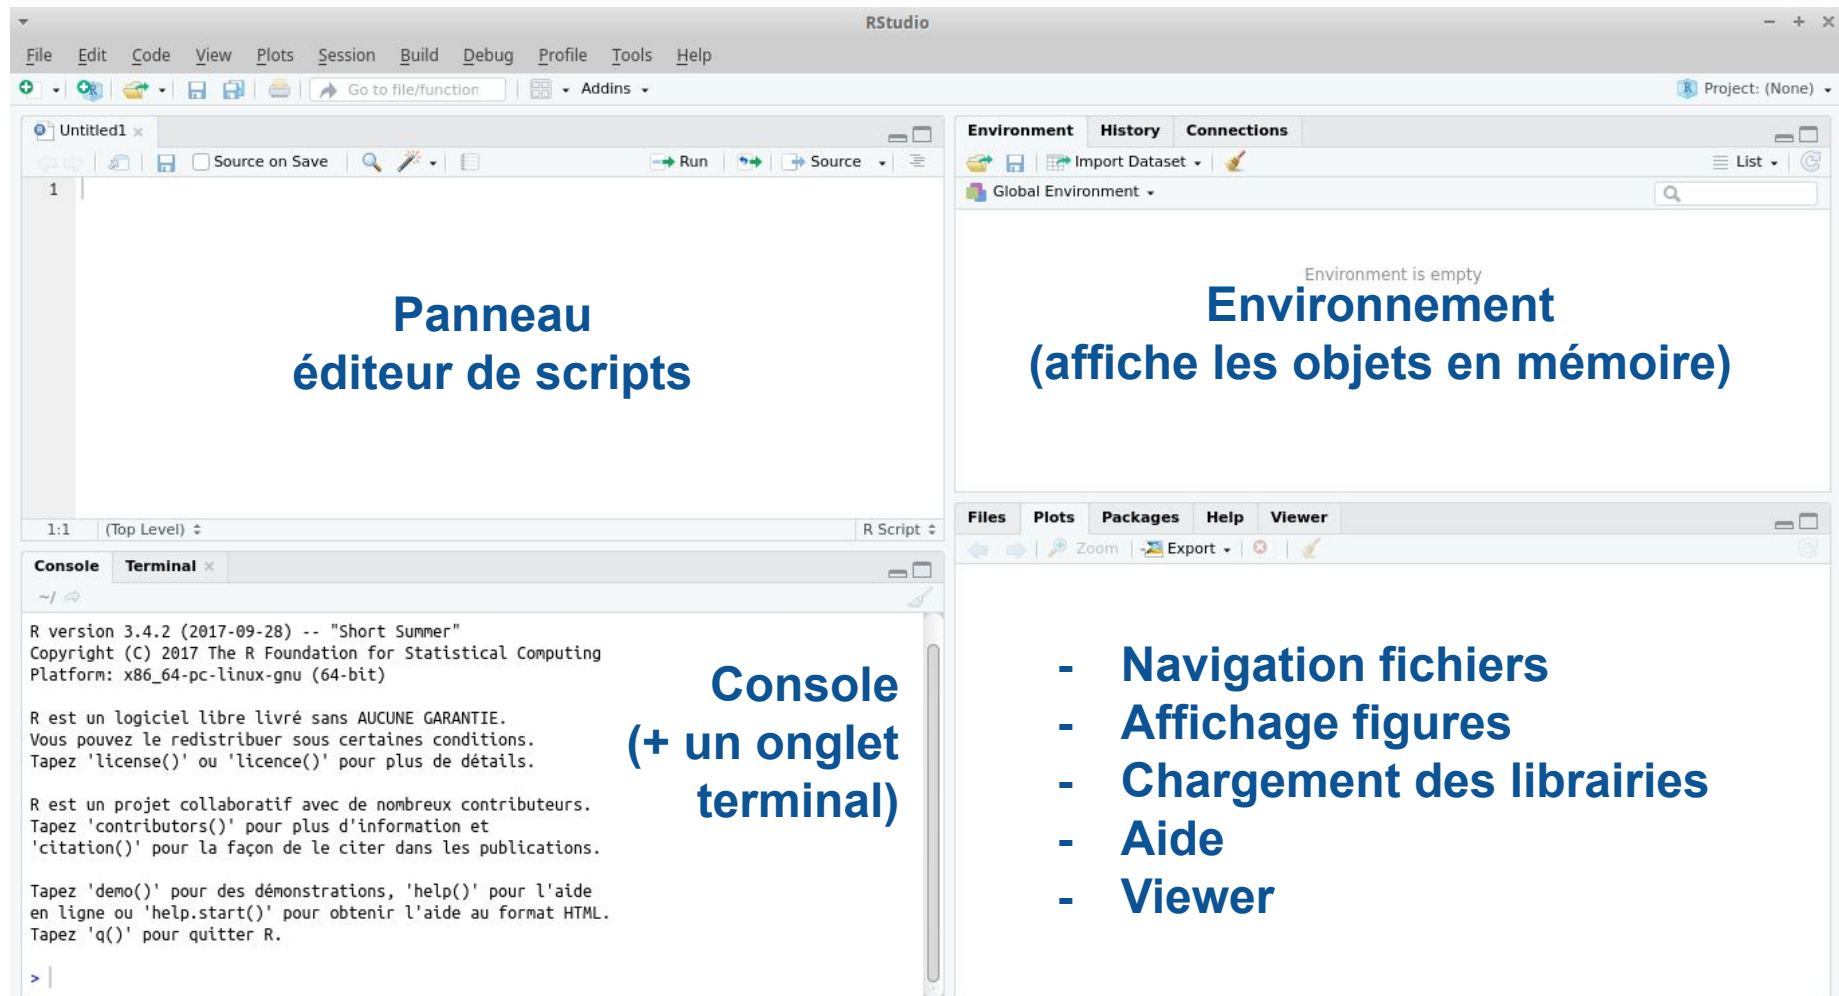 RStudio
File Edit Code View Plots Session Build Debug Profile Tools Help
Go to file/function Addins Project: (None)
Untitled1
Source on Save Run Source
1
Panneau
éditeur de scripts
1:1 (Top Level) R Script
Environment History Connections
Import Dataset List
Global Environment
Environment is empty
Environnement
(affiche les objets en mémoire)
Console Terminal
~/
R version 3.4.2 (2017-09-28) -- "Short Summer"
Copyright (C) 2017 The R Foundation for Statistical Computing
Platform: x86_64-pc-linux-gnu (64-bit)
R est un logiciel libre livré sans AUCUNE GARANTIE.
Vous pouvez le redistribuer sous certaines conditions.
Tapez 'license()' ou 'licence()' pour plus de détails.
R est un projet collaboratif avec de nombreux contributeurs.
Tapez 'contributors()' pour plus d'information et
'citation()' pour la façon de le citer dans les publications.
Tapez 'demo()' pour des démonstrations, 'help()' pour l'aide
en ligne ou 'help.start()' pour obtenir l'aide au format HTML.
Tapez 'q()' pour quitter R.
>
Console
(+ un onglet
terminal)
Files Plots Packages Help Viewer
Zoom Export
- Navigation fichiers
- Affichage figures
- Chargement des librairies
- Aide
- Viewer